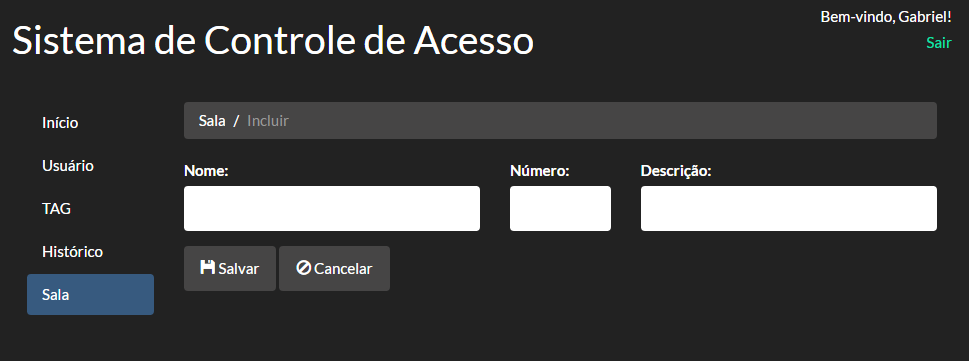 Bem-vindo, Gabriel!
Sistema de Controle de Acesso
Sair
Início
Usuário
TAG
Histórico
Sala
Sala / Incluir
Nome:
Número:
Descrição:
Salvar
Cancelar